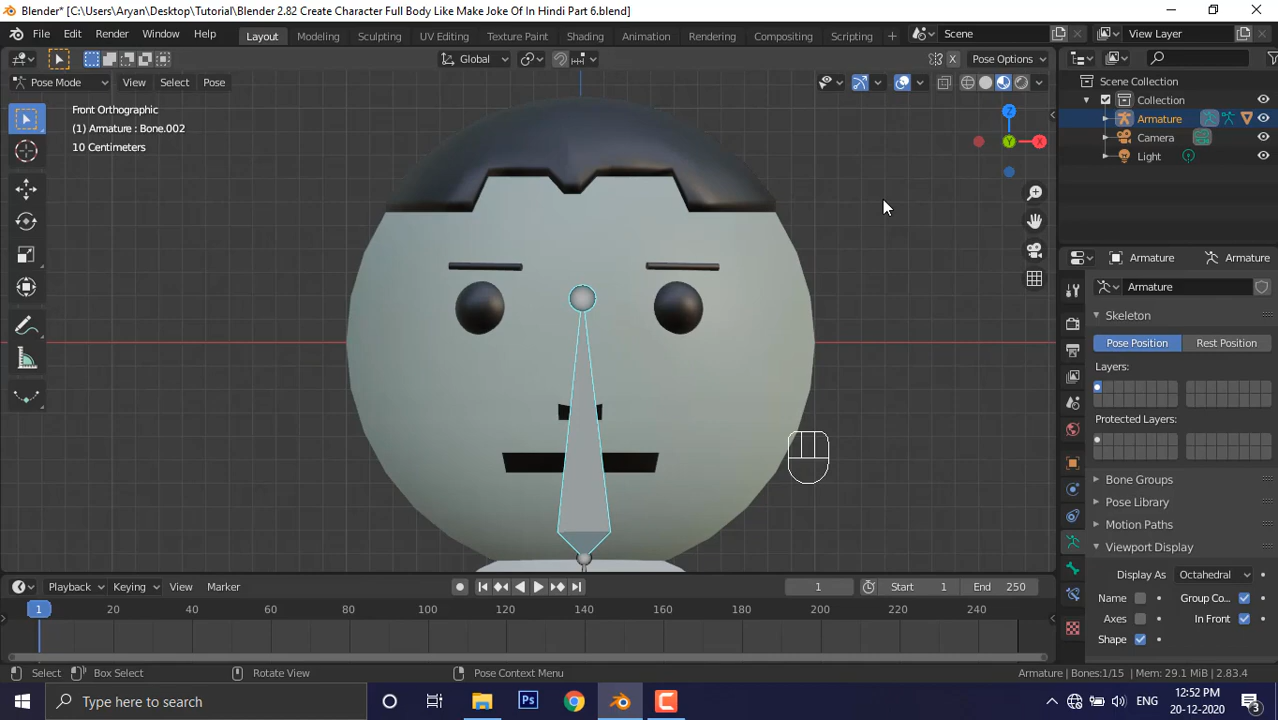 Blender* [C:\Users\Aryan\Desktop\Tutorial\Blender 2.82 Create Character Full Body Like Make Joke Of In Hindi Part 6.blend]
File Edit Render Window Help Layout Modeling Sculpting UV Editing Texture Paint Shading Animation Rendering Compositing Scripting + Scene View Layer
Global Pose Options
Pose Mode View Select Pose
Front Orthographic
(1) Armature : Bone.002
10 Centimeters
Z
Y
X
Scene Collection
Collection
Armature
Camera
Light
Armature Armature
Armature
Skeleton
Pose Position Rest Position
Layers:
Protected Layers:
Bone Groups
Pose Library
Motion Paths
Viewport Display
Display As Octahedral
Name Group Co...
Axes In Front
Shape
Playback Keying View Marker 1 Start 1 End 250
1 20 40 60 80 100 120 140 160 180 200 220 240
Select Box Select Rotate View Pose Context Menu Armature | Bones:1/15 | Mem: 29.1 MiB | 2.83.4
Type here to search Ps ENG 12:52 PM
20-12-2020 3